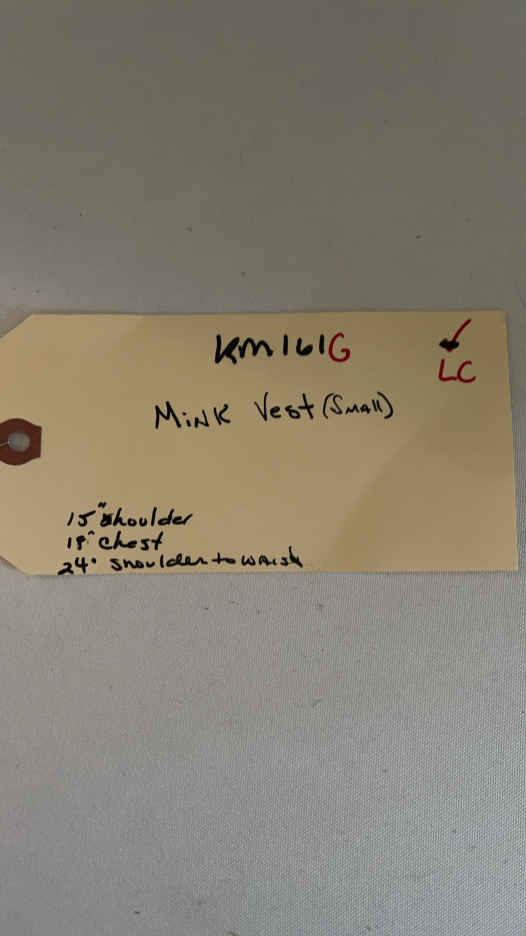 KM161G
LC
Mink Vest (Small)
15" shoulder
18" chest
24" shoulder to waist